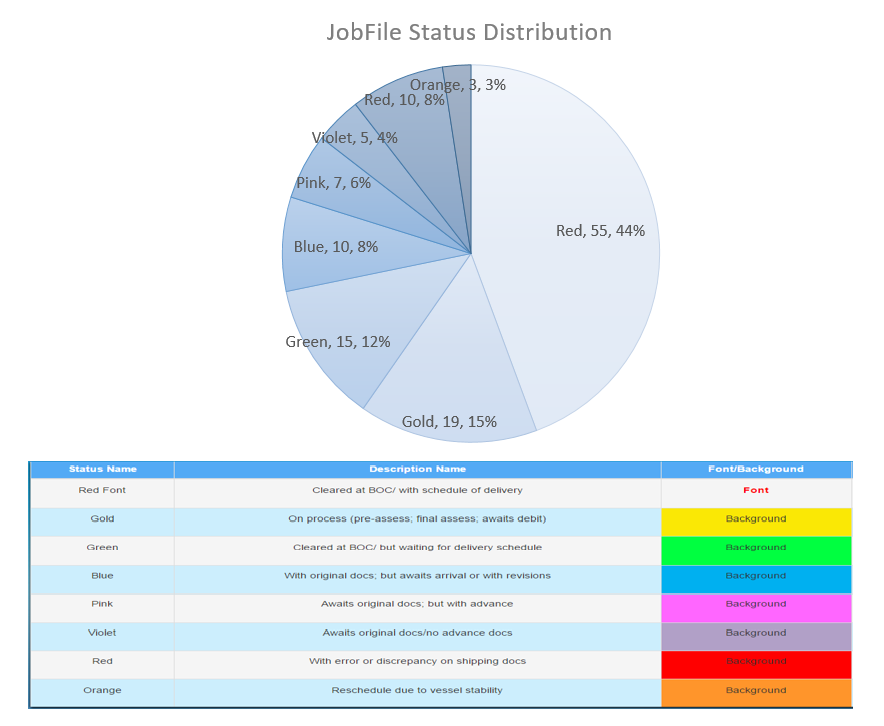 JobFile Status Distribution
Orange, 3, 3%
Red, 10, 8%
Violet, 5, 4%
Pink, 7, 6%
Red, 55, 44%
Blue, 10, 8%
Green, 15, 12%
Gold, 19, 15%
Status Name Description Name Font/Background
Red Font Cleared at BOC/ with schedule of delivery Font
Gold On process (pre-assess; final assess; awaits debit) Background
Green Cleared at BOC/ but waiting for delivery schedule Background
Blue With original docs; but awaits arrival or with revisions Background
Pink Awaits original docs; but with advance Background
Violet Awaits original docs/no advance docs Background
Red With error or discrepancy on shipping docs Background
Orange Reschedule due to vessel stability Background